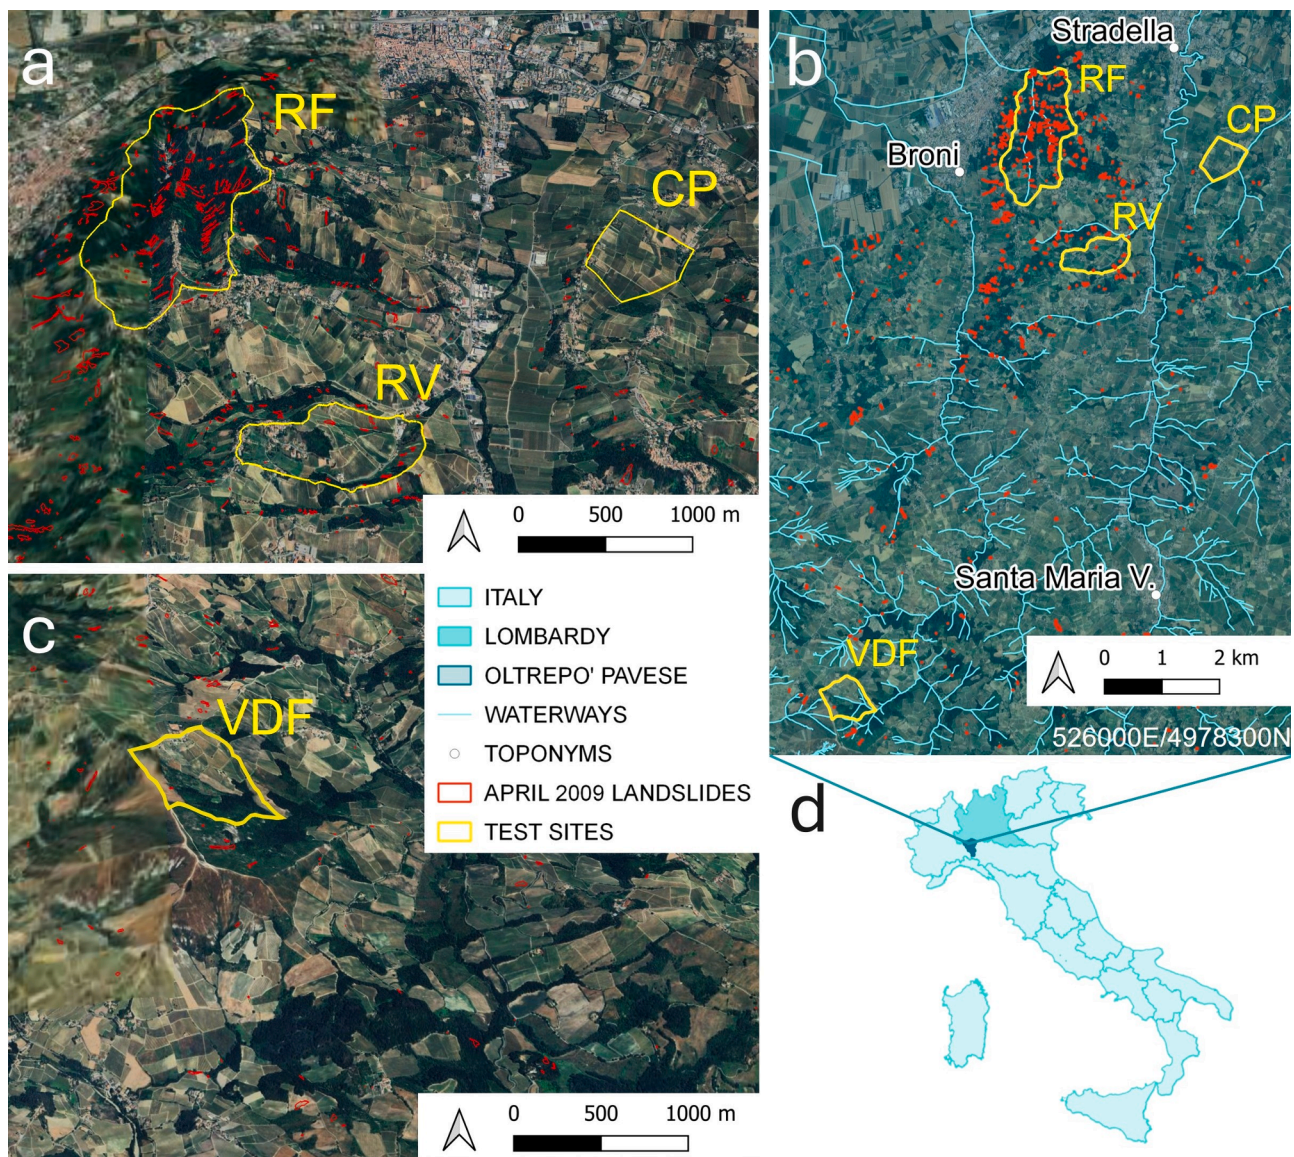 a
RF
CP
RV
0 500 1000 m
b
Stradella
RF
CP
Broni
RV
Santa Maria V.
VDF
0 1 2 km
526000E/4978300N
c
VDF
ITALY
LOMBARDY
OLTREPO' PAVESE
WATERWAYS
TOPONYMS
APRIL 2009 LANDSLIDES
TEST SITES
0 500 1000 m
d